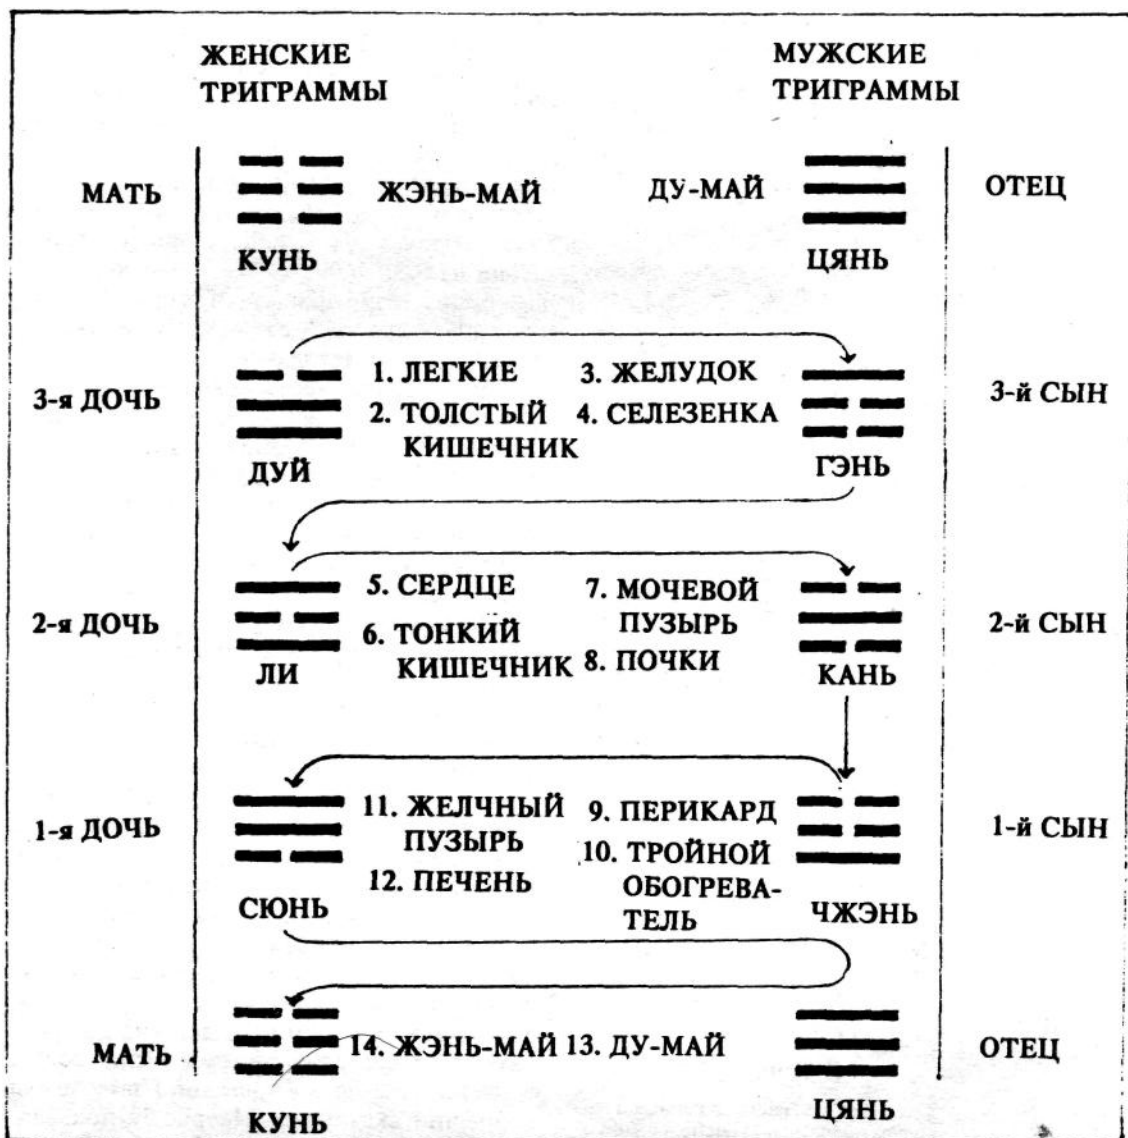 ЖЕНСКИЕ
ТРИГРАММЫ
МУЖСКИЕ
ТРИГРАММЫ
МАТЬ
ЖЭНЬ-МАЙ
ДУ-МАЙ
ОТЕЦ
КУНЬ
ЦЯНЬ
3-я ДОЧЬ
1. ЛЕГКИЕ
2. ТОЛСТЫЙ
КИШЕЧНИК
3. ЖЕЛУДОК
4. СЕЛЕЗЕНКА
3-й СЫН
ДУЙ
ГЭНЬ
2-я ДОЧЬ
5. СЕРДЦЕ
6. ТОНКИЙ
КИШЕЧНИК
7. МОЧЕВОЙ
ПУЗЫРЬ
8. ПОЧКИ
2-й СЫН
ЛИ
КАНЬ
1-я ДОЧЬ
11. ЖЕЛЧНЫЙ
ПУЗЫРЬ
12. ПЕЧЕНЬ
9. ПЕРИКАРД
10. ТРОЙНОЙ
ОБОГРЕВА-
ТЕЛЬ
1-й СЫН
СЮНЬ
ЧЖЭНЬ
МАТЬ
14. ЖЭНЬ-МАЙ
13. ДУ-МАЙ
ОТЕЦ
КУНЬ
ЦЯНЬ